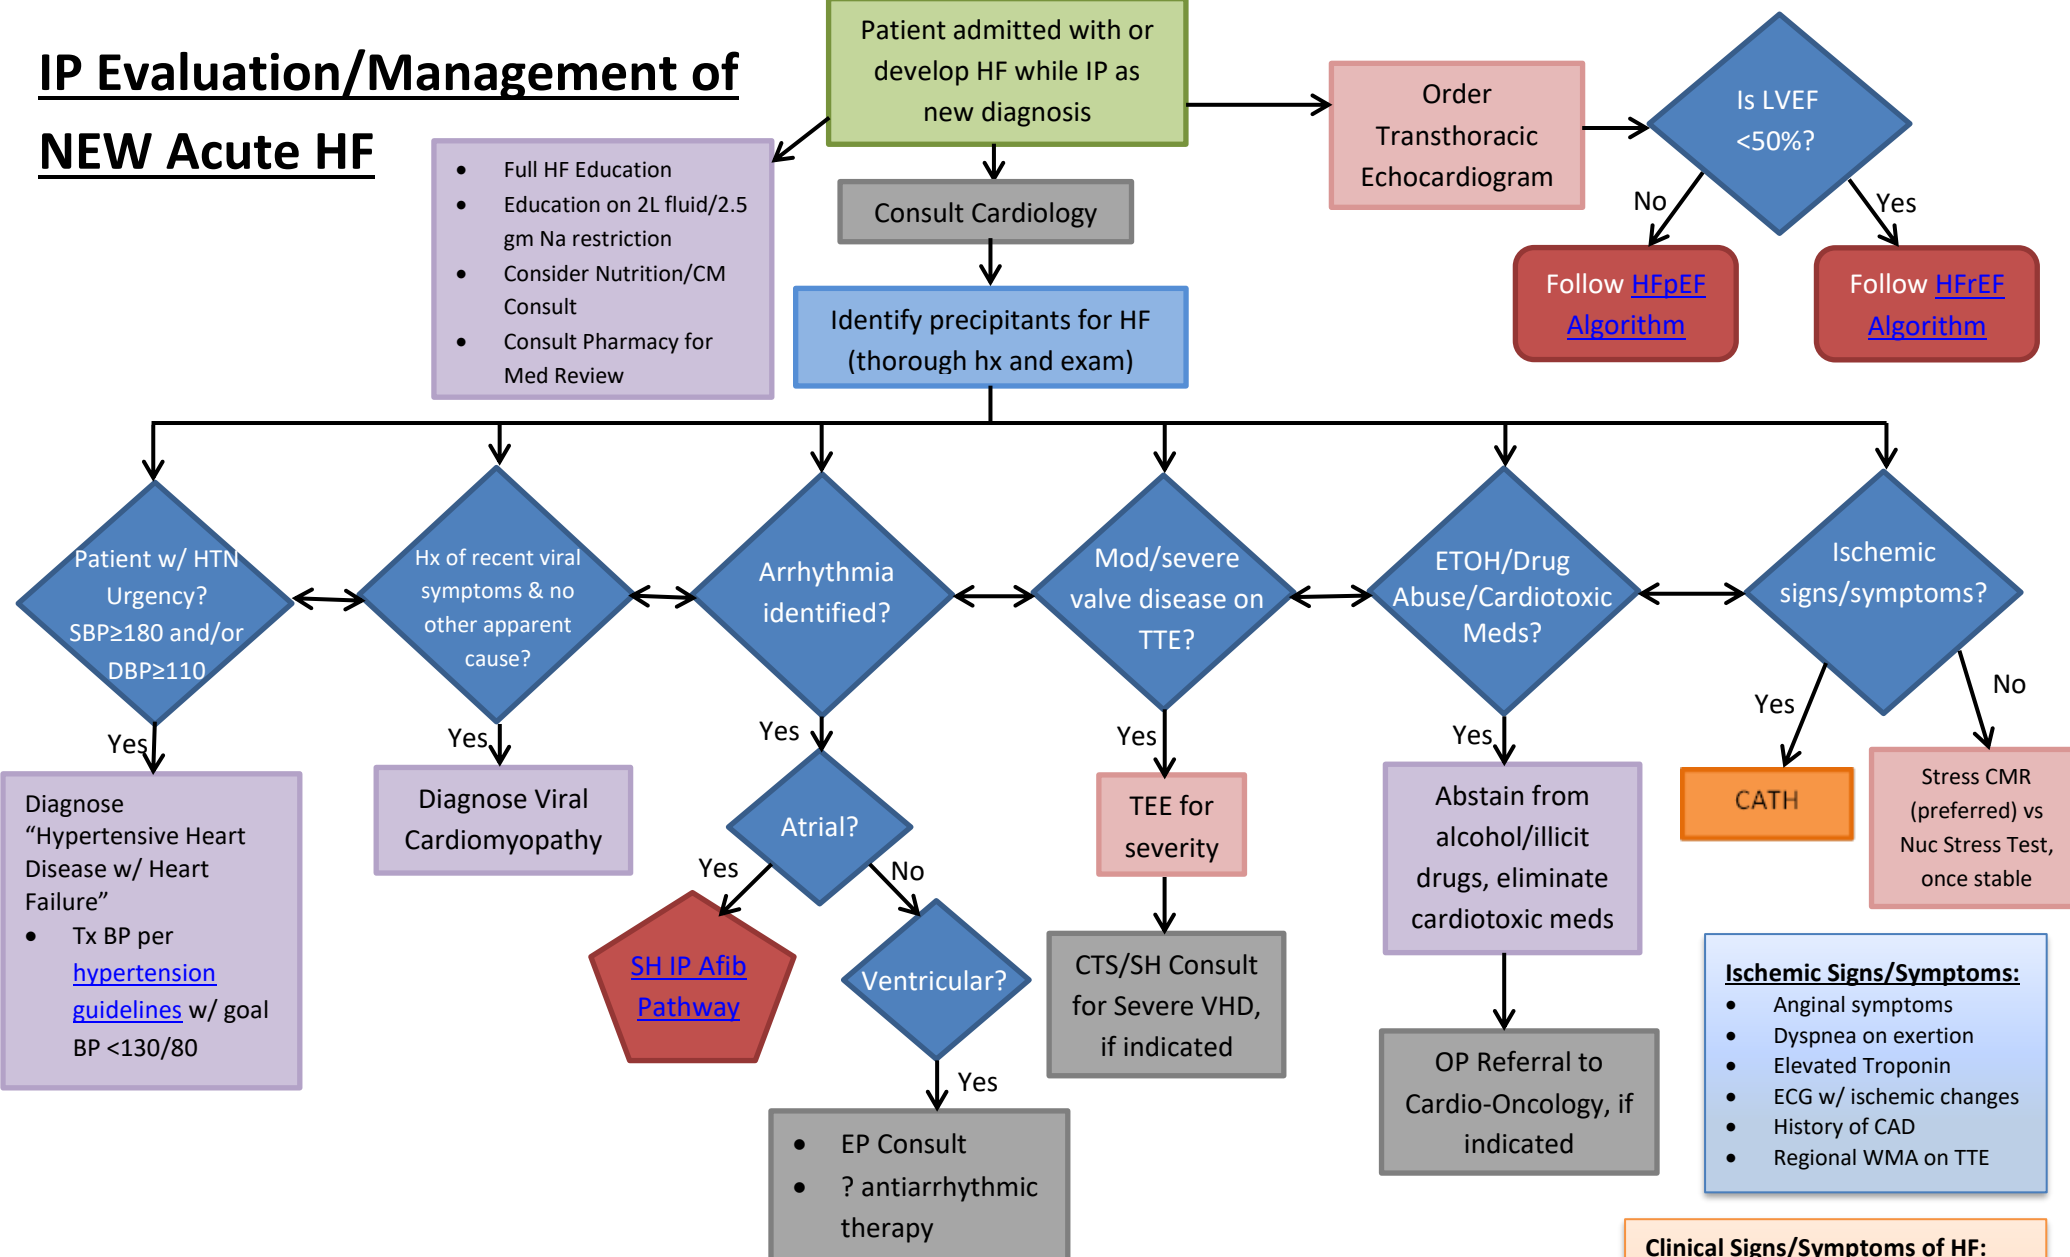 IP Evaluation/Management of
NEW Acute HF
Patient admitted with or
develop HF while IP as
new diagnosis
Order
Transthoracic
Echocardiogram
Is LVEF
<50%?
No
Yes
Follow HFpEF
Algorithm
Follow HFrEF
Algorithm
• Full HF Education
• Education on 2L fluid/2.5
gm Na restriction
• Consider Nutrition/CM
Consult
• Consult Pharmacy for
Med Review
Consult Cardiology
Identify precipitants for HF
(thorough hx and exam)
Patient w/ HTN
Urgency?
SBP≥180 and/or
DBP≥110
Hx of recent viral
symptoms & no
other apparent
cause?
Arrhythmia
identified?
Mod/severe
valve disease on
TTE?
ETOH/Drug
Abuse/Cardiotoxic
Meds?
Ischemic
signs/symptoms?
Yes
Yes
Yes
Yes
Yes
Yes
No
Diagnose
“Hypertensive Heart
Disease w/ Heart
Failure”
• Tx BP per
hypertension
guidelines w/ goal
BP <130/80
Diagnose Viral
Cardiomyopathy
Atrial?
Yes
No
SH IP Afib
Pathway
Ventricular?
Yes
• EP Consult
• ? antiarrhythmic
therapy
TEE for
severity
CTS/SH Consult
for Severe VHD,
if indicated
Abstain from
alcohol/illicit
drugs, eliminate
cardiotoxic meds
OP Referral to
Cardio-Oncology, if
indicated
CATH
Stress CMR
(preferred) vs
Nuc Stress Test,
once stable
Ischemic Signs/Symptoms:
• Anginal symptoms
• Dyspnea on exertion
• Elevated Troponin
• ECG w/ ischemic changes
• History of CAD
• Regional WMA on TTE
Clinical Signs/Symptoms of HF: